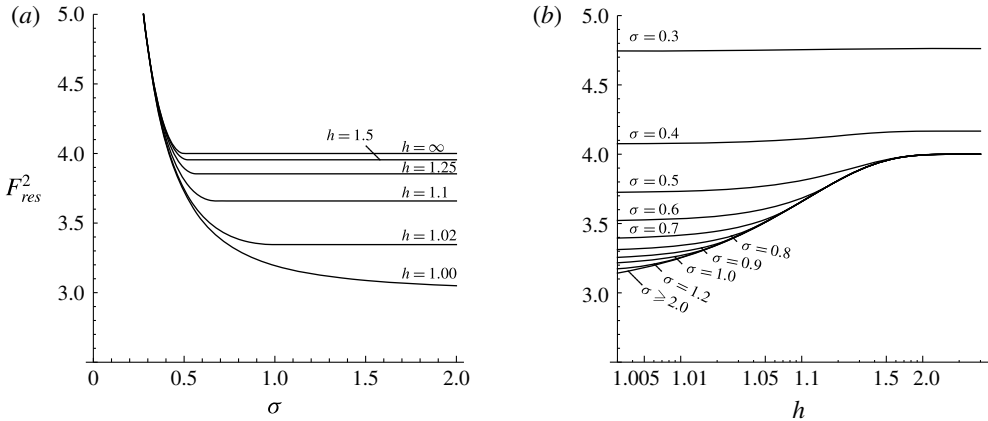 (a)
5.0
4.5
4.0
3.5
3.0
F²res
h = 1.5
h = ∞
h = 1.25
h = 1.1
h = 1.02
h = 1.00
0
0.5
1.0
1.5
2.0
σ
(b)
5.0
4.5
4.0
3.5
3.0
σ = 0.3
σ = 0.4
σ = 0.5
σ = 0.6
σ = 0.7
σ = 0.8
σ = 0.9
σ = 1.0
σ = 1.2
σ ≥ 2.0
1.005
1.01
1.05
1.1
1.5
2.0
h